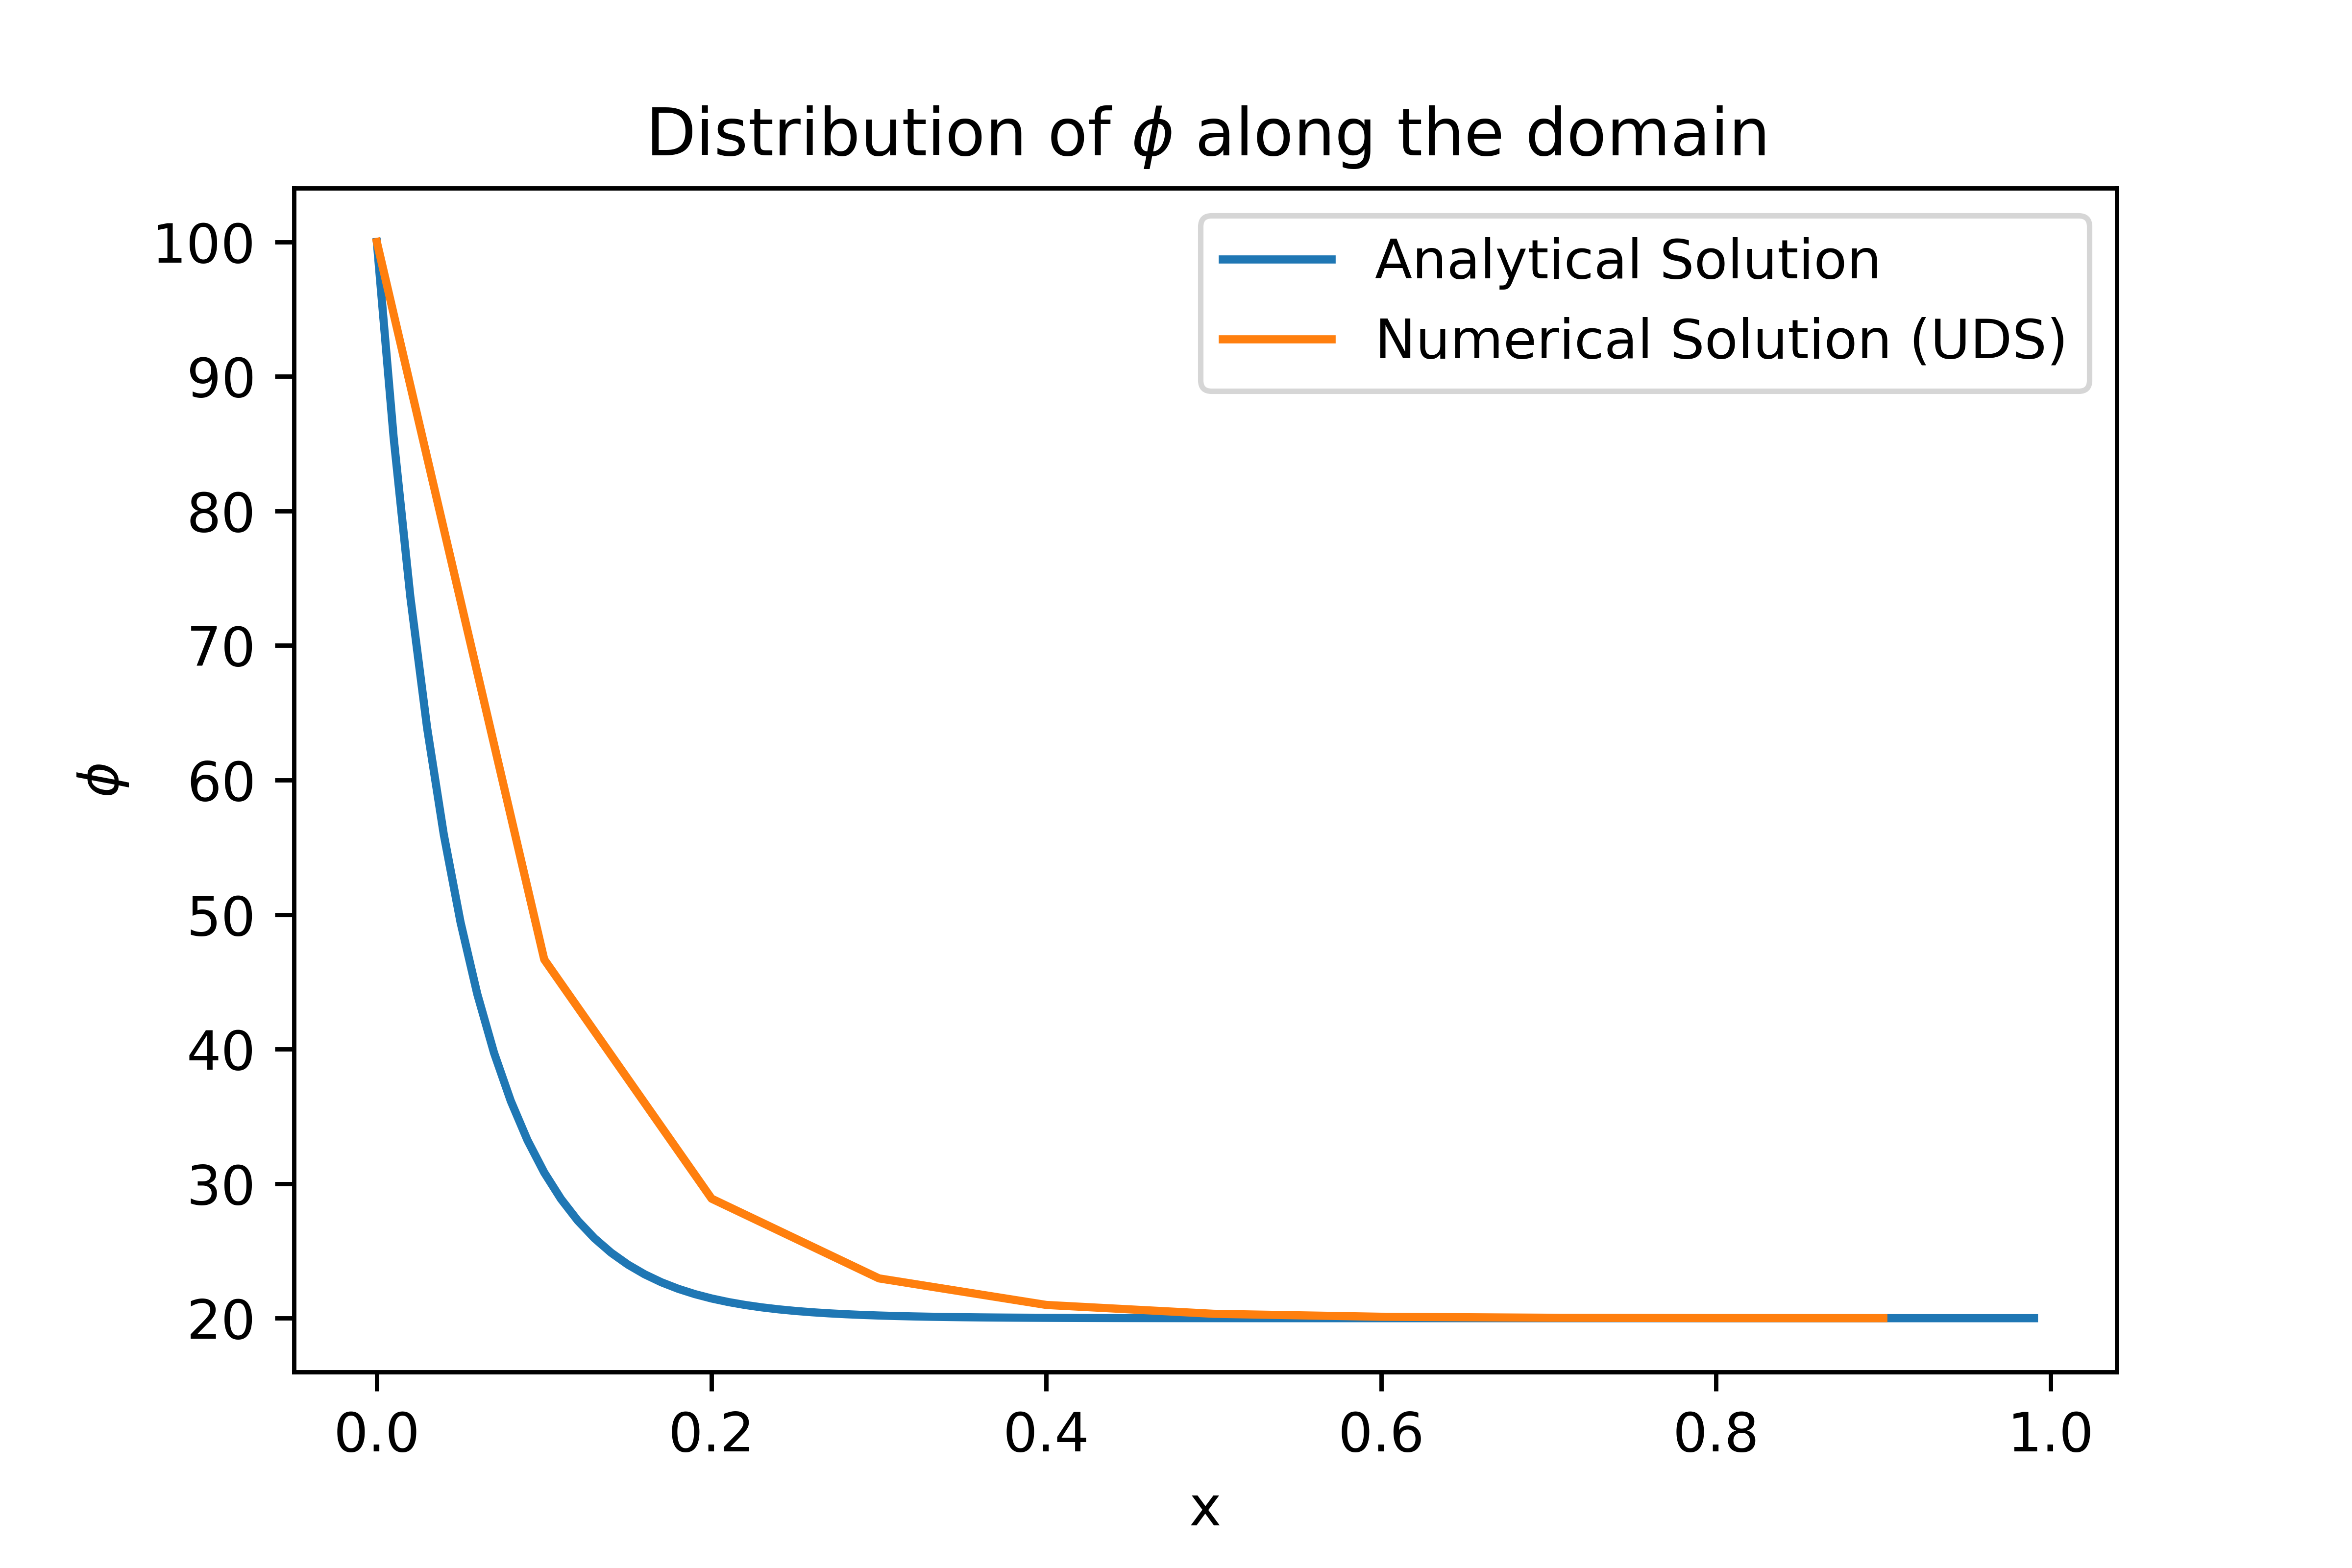 Distribution of ϕ along the domain
Analytical Solution
Numerical Solution (UDS)
100
90
80
70
60
50
40
30
20
ϕ
0.0 0.2 0.4 0.6 0.8 1.0
x